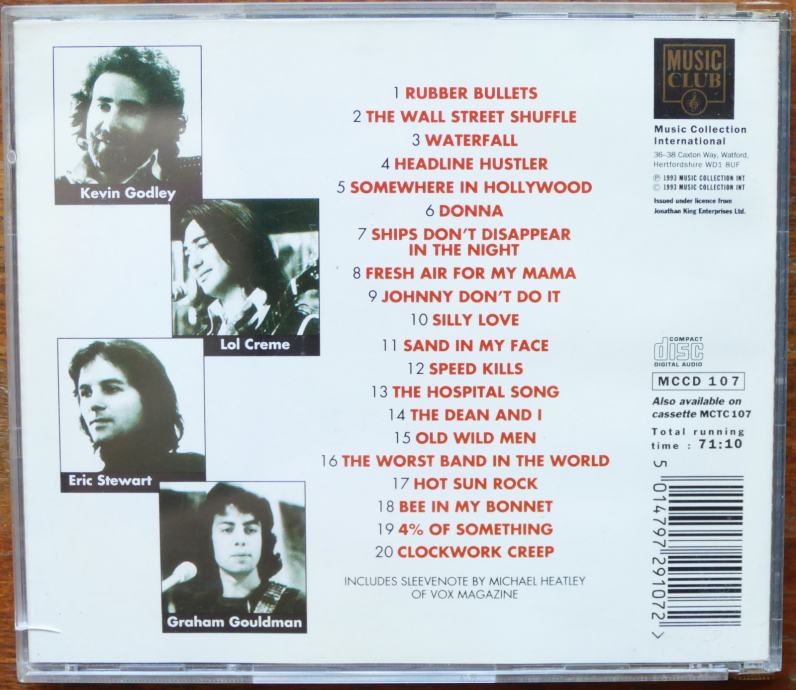 Kevin Godley
Lol Creme
Eric Stewart
Graham Gouldman
1 RUBBER BULLETS
2 THE WALL STREET SHUFFLE
3 WATERFALL
4 HEADLINE HUSTLER
5 SOMEWHERE IN HOLLYWOOD
6 DONNA
7 SHIPS DON'T DISAPPEAR
IN THE NIGHT
8 FRESH AIR FOR MY MAMA
9 JOHNNY DON'T DO IT
10 SILLY LOVE
11 SAND IN MY FACE
12 SPEED KILLS
13 THE HOSPITAL SONG
14 THE DEAN AND I
15 OLD WILD MEN
16 THE WORST BAND IN THE WORLD
17 HOT SUN ROCK
18 BEE IN MY BONNET
19 4% OF SOMETHING
20 CLOCKWORK CREEP
INCLUDES SLEEVENOTE BY MICHAEL HEATLEY
OF VOX MAGAZINE
MUSIC
CLUB
Music Collection
International
36–38 Caxton Way, Watford,
Hertfordshire WD1 8UF
℗ 1993 MUSIC COLLECTION INT
© 1993 MUSIC COLLECTION INT
Issued under licence from
Jonathan King Enterprises Ltd.
COMPACT
disc
DIGITAL AUDIO
MCCD 107
Also available on
cassette MCTC107
Total running
time : 71:10
5 014797 291072 >